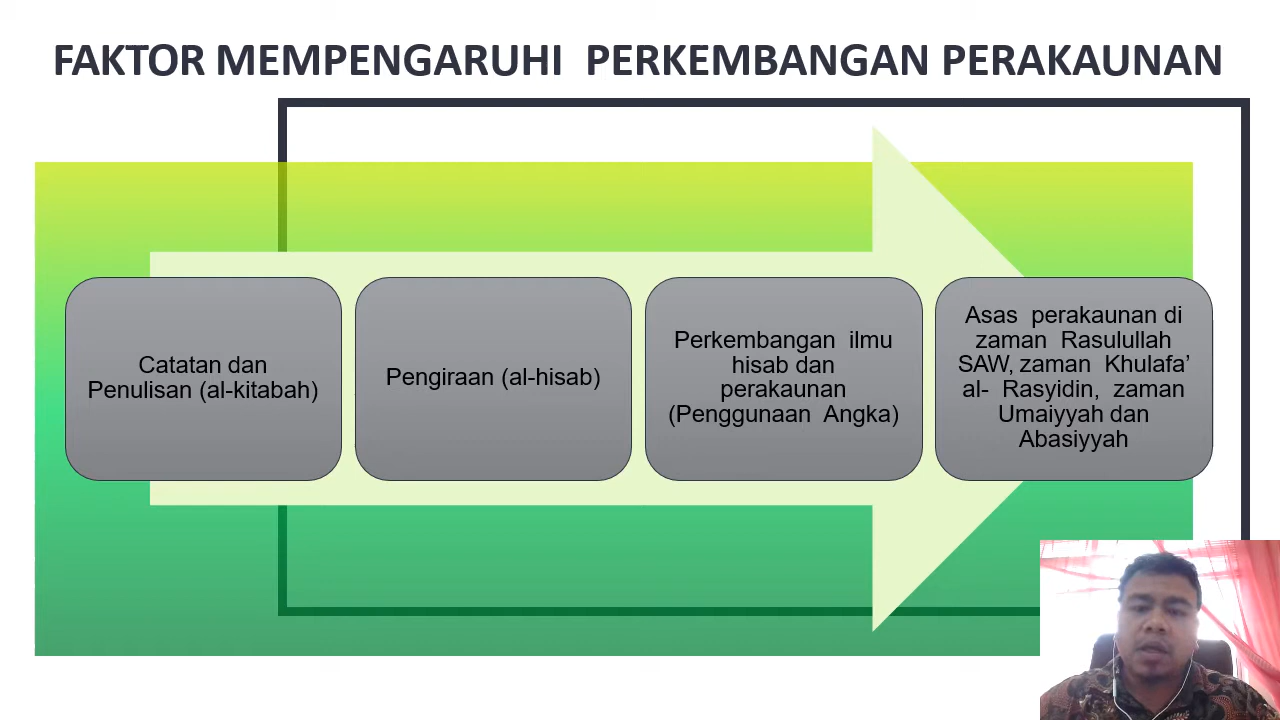 FAKTOR MEMPENGARUHI PERKEMBANGAN PERAKAUNAN
Catatan dan
Penulisan (al-kitabah)
Pengiraan (al-hisab)
Perkembangan ilmu
hisab dan
perakaunan
(Penggunaan Angka)
Asas perakaunan di
zaman Rasulullah
SAW, zaman Khulafa’
al- Rasyidin, zaman
Umaiyyah dan
Abasiyyah